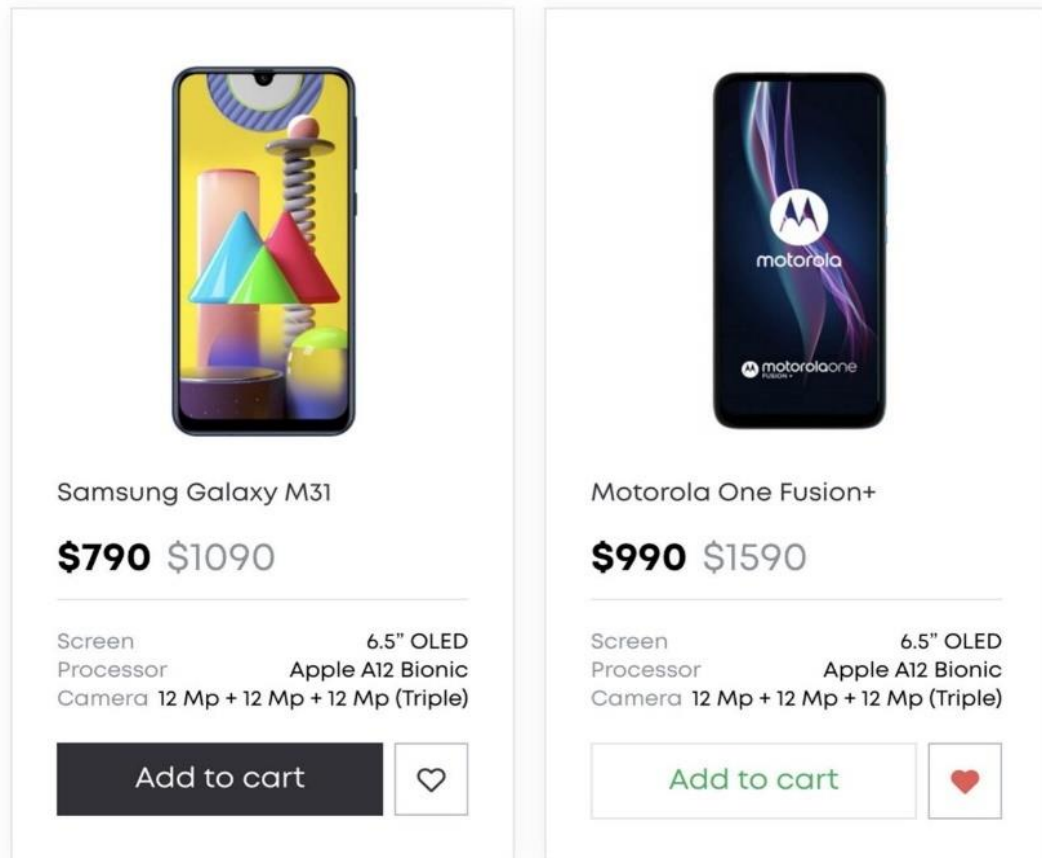 motorola
motorolaone
FUSION+
Samsung Galaxy M31
$790 $1090
Screen 6.5” OLED
Processor Apple A12 Bionic
Camera 12 Mp + 12 Mp + 12 Mp (Triple)
Add to cart
Motorola One Fusion+
$990 $1590
Screen 6.5” OLED
Processor Apple A12 Bionic
Camera 12 Mp + 12 Mp + 12 Mp (Triple)
Add to cart